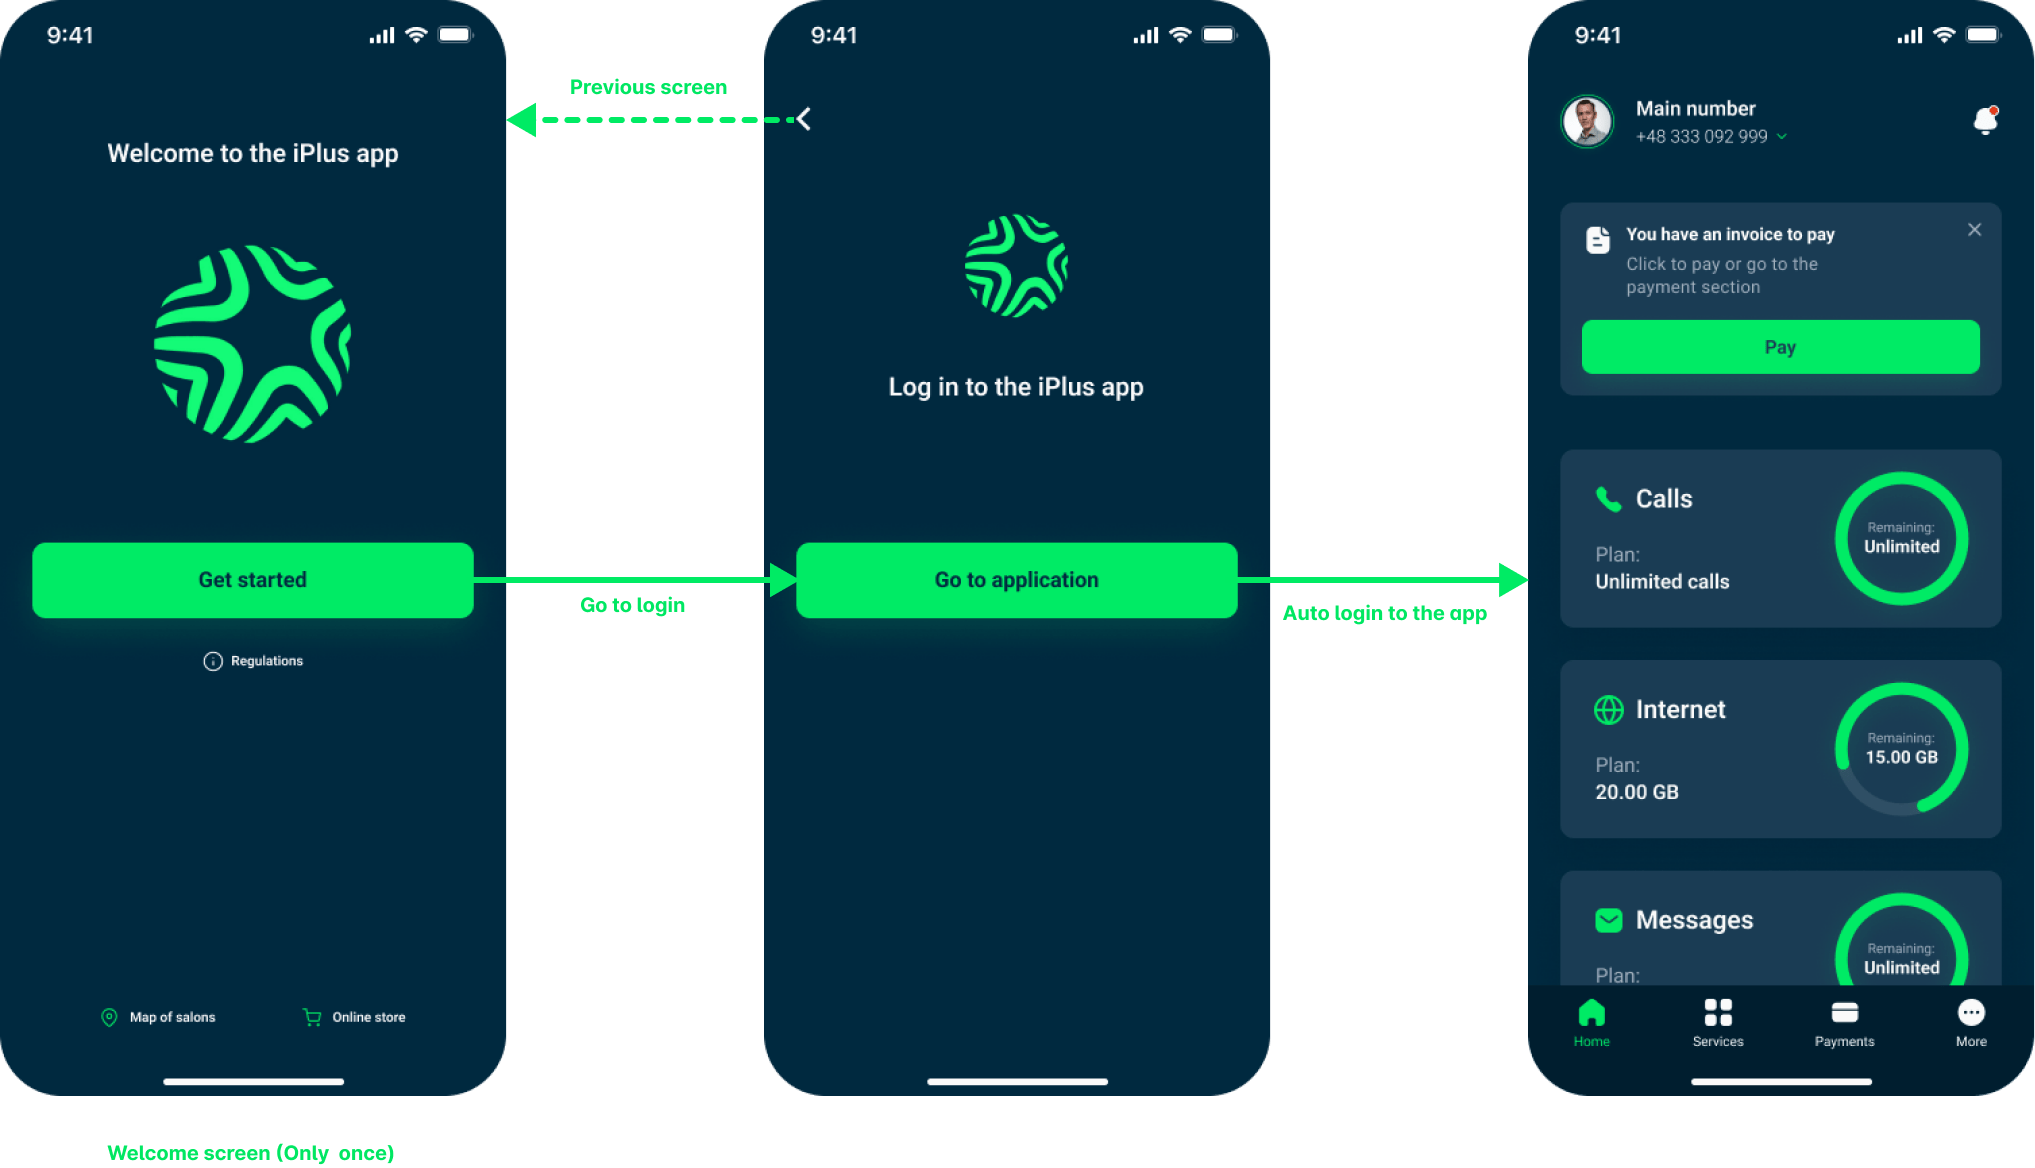 9:41
Welcome to the iPlus app
Get started
Regulations
Map of salons
Online store
Welcome screen (Only once)
Previous screen
Go to login
9:41
Log in to the iPlus app
Go to application
Auto login to the app
9:41
Main number
+48 333 092 999
You have an invoice to pay
Click to pay or go to the
payment section
Pay
Calls
Plan:
Unlimited calls
Remaining:
Unlimited
Internet
Plan:
20.00 GB
Remaining:
15.00 GB
Messages
Plan:
Remaining:
Unlimited
Home
Services
Payments
More